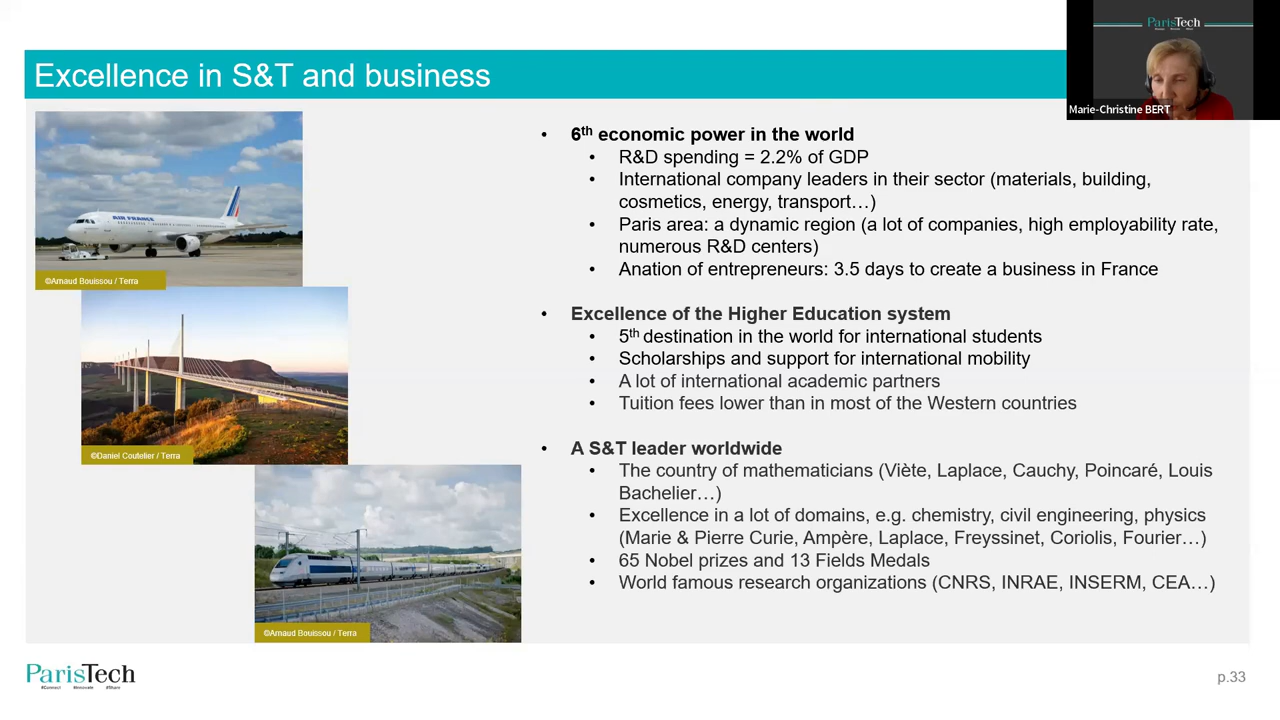 Excellence in S&T and business
ParisTech
Marie-Christine BERT
AIR FRANCE
©Arnaud Bouissou / Terra
©Daniel Coutelier / Terra
©Arnaud Bouissou / Terra
• 6th economic power in the world
• R&D spending = 2.2% of GDP
• International company leaders in their sector (materials, building,
cosmetics, energy, transport…)
• Paris area: a dynamic region (a lot of companies, high employability rate,
numerous R&D centers)
• Anation of entrepreneurs: 3.5 days to create a business in France
• Excellence of the Higher Education system
• 5th destination in the world for international students
• Scholarships and support for international mobility
• A lot of international academic partners
• Tuition fees lower than in most of the Western countries
• A S&T leader worldwide
• The country of mathematicians (Viète, Laplace, Cauchy, Poincaré, Louis
Bachelier…)
• Excellence in a lot of domains, e.g. chemistry, civil engineering, physics
(Marie & Pierre Curie, Ampère, Laplace, Freyssinet, Coriolis, Fourier…)
• 65 Nobel prizes and 13 Fields Medals
• World famous research organizations (CNRS, INRAE, INSERM, CEA…)
ParisTech
#Connect #Innovate #Share
p.33